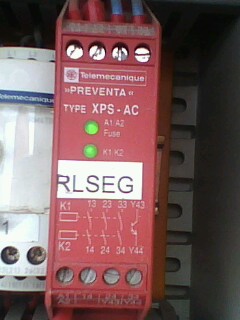 Telemecanique
"PREVENTA"
TYPE XPS-AC
A1/A2
Fuse
K1/K2
RLSEG
K1 13 23 33 Y43
K2
14 24 34 Y44
1